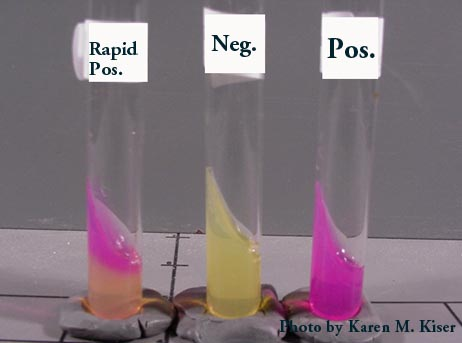 Rapid
Pos.
Neg.
Pos.
Photo by Karen M. Kiser